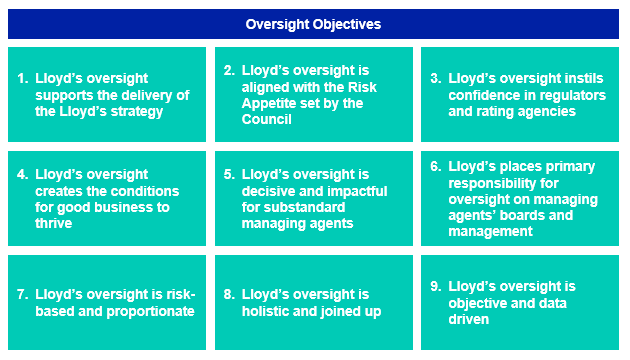 Oversight Objectives
1. Lloyd's oversight
supports the delivery of
the Lloyd's strategy
2. Lloyd's oversight is
aligned with the Risk
Appetite set by the
Council
3. Lloyd's oversight instils
confidence in regulators
and rating agencies
4. Lloyd's oversight
creates the conditions
for good business to
thrive
5. Lloyd's oversight is
decisive and impactful
for substandard
managing agents
6. Lloyd's places primary
responsibility for
oversight on managing
agents' boards and
management
7. Lloyd's oversight is risk-
based and proportionate
8. Lloyd's oversight is
holistic and joined up
9. Lloyd's oversight is
objective and data
driven